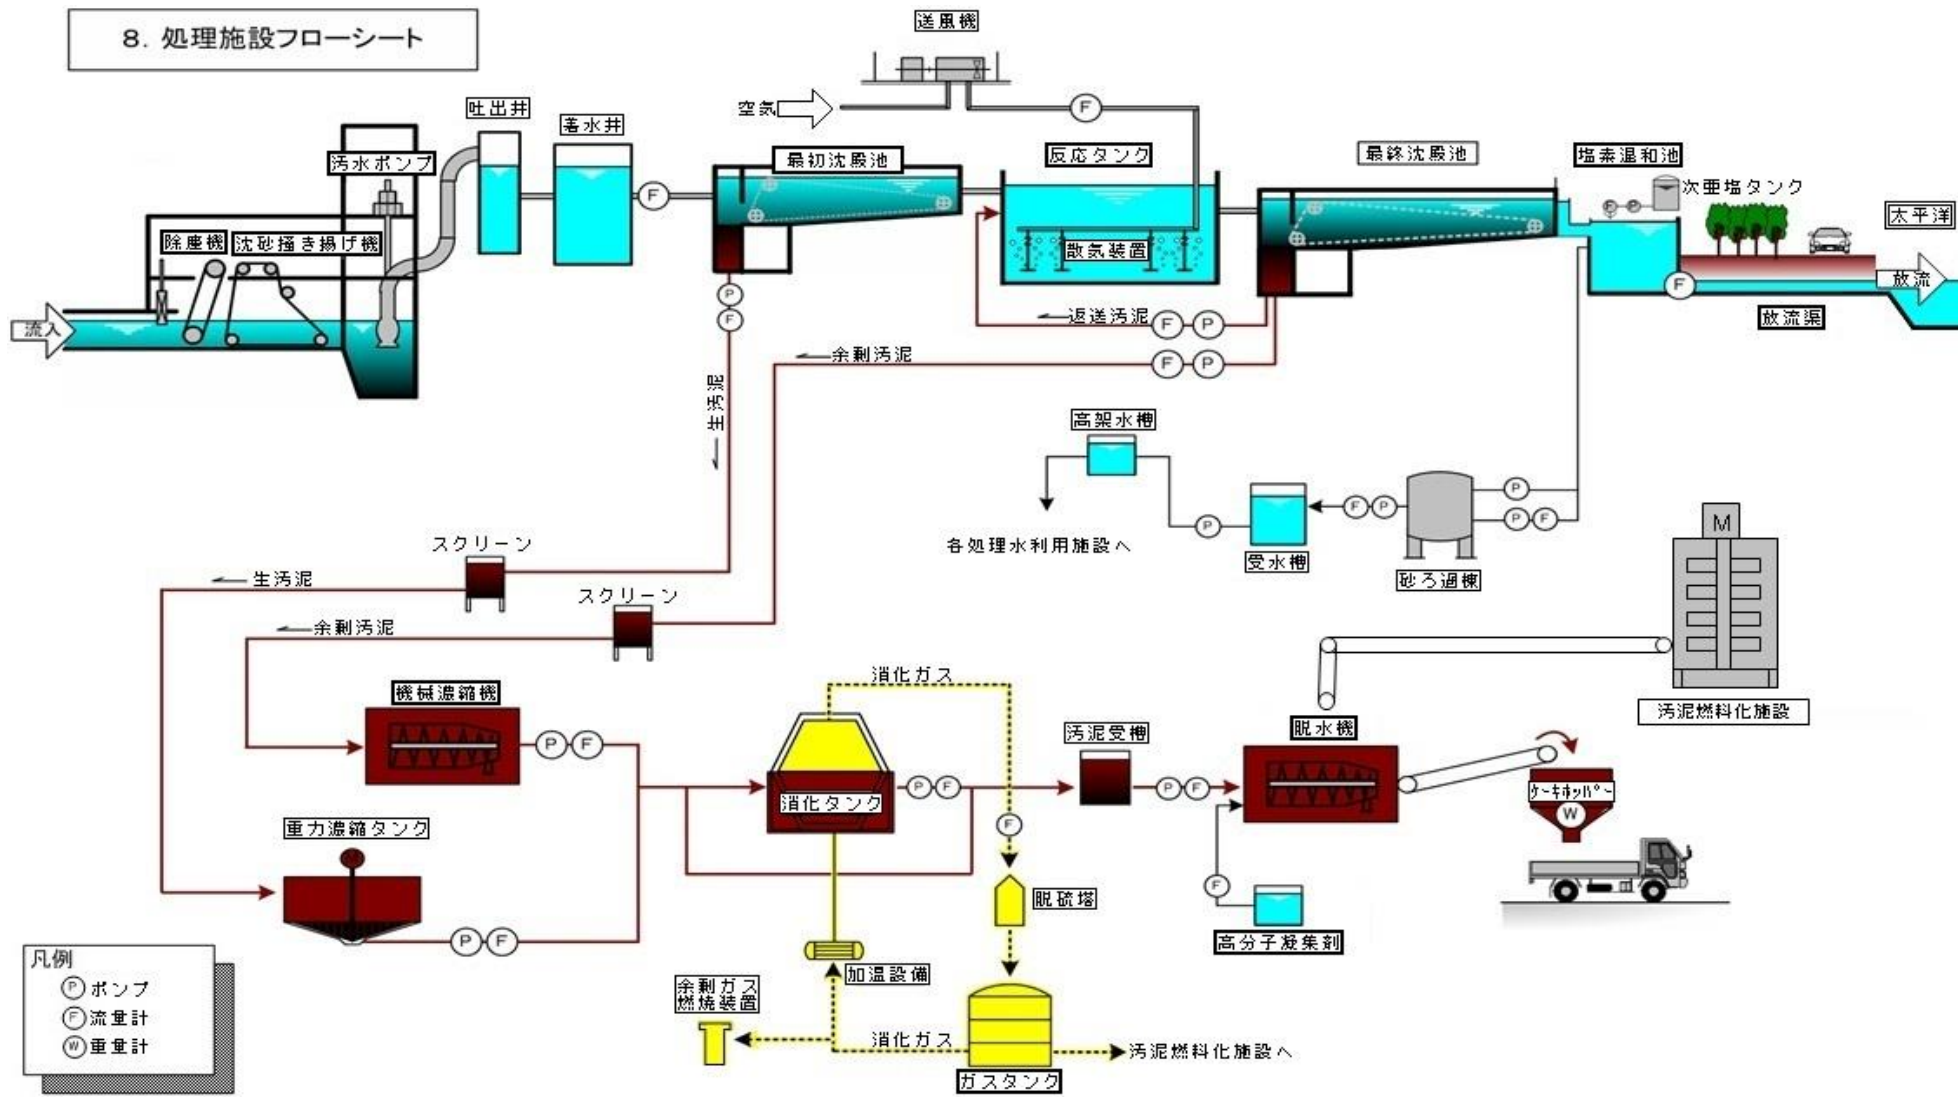 8. 処理施設フローシート
送風機
空気
F
吐出井
着水井
汚水ポンプ
除塵機
沈砂掻き揚げ機
流入
F
最初沈殿池
反応タンク
散気装置
最終沈殿池
塩素混和池
次亜塩タンク
F
P
太平洋
放流
F
放流渠
P
F
返送汚泥
F
P
余剰汚泥
F
P
生汚泥
高架水槽
各処理水利用施設へ
P
受水槽
F
P
砂ろ過棟
P
P
F
スクリーン
生汚泥
スクリーン
余剰汚泥
M
汚泥燃料化施設
機械濃縮機
P
F
重力濃縮タンク
M
P
F
消化ガス
消化タンク
P
F
汚泥受槽
P
F
脱水機
ケーキホッパー
W
F
脱硫塔
F
高分子凝集剤
加温設備
余剰ガス
燃焼装置
消化ガス
ガスタンク
汚泥燃料化施設へ
凡例
P ポンプ
F 流量計
W 重量計